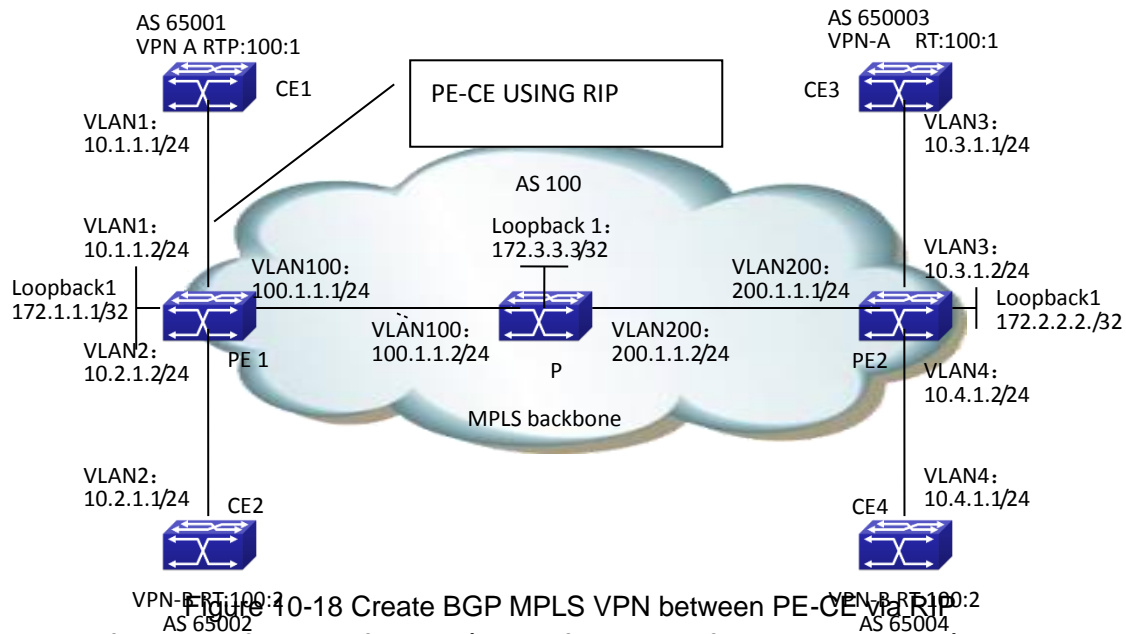 AS 65001
VPN A RTP:100:1
CE1
VLAN1：
10.1.1.1/24
PE-CE USING RIP
AS 650003
VPN-A RT:100:1
CE3
VLAN3：
10.3.1.1/24
AS 100
VLAN1：
10.1.1.2/24
Loopback 1：
172.3.3.3/32
VLAN3：
10.3.1.2/24
Loopback1
172.1.1.1/32
VLAN100：
100.1.1.1/24
VLAN200：
200.1.1.1/24
Loopback1
172.2.2.2./32
VLAN2：
10.2.1.2/24
PE 1
VLAN100：
100.1.1.2/24
P
VLAN200：
200.1.1.2/24
PE2
VLAN4：
10.4.1.2/24
MPLS backbone
VLAN2：
10.2.1.1/24
CE2
VLAN4：
10.4.1.1/24
CE4
VPN-B RT:100:2
AS 65002
Figure 10-18 Create BGP MPLS VPN between PE-CE via RIP
VPN-B RT:100:2
AS 65004